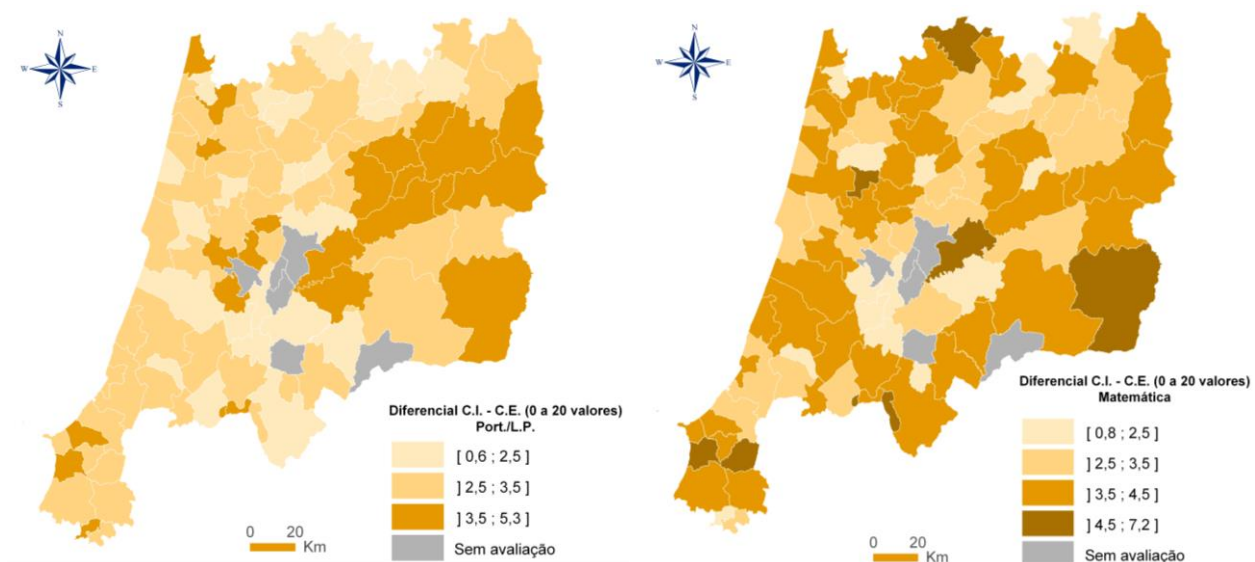 N
W E
S
Diferencial C.I. - C.E. (0 a 20 valores)
Port./L.P.
[ 0,6 ; 2,5 ]
] 2,5 ; 3,5 ]
] 3,5 ; 5,3 ]
Sem avaliação
0 20
Km
N
W E
S
Diferencial C.I. - C.E. (0 a 20 valores)
Matemática
[ 0,8 ; 2,5 ]
] 2,5 ; 3,5 ]
] 3,5 ; 4,5 ]
] 4,5 ; 7,2 ]
Sem avaliação
0 20
Km